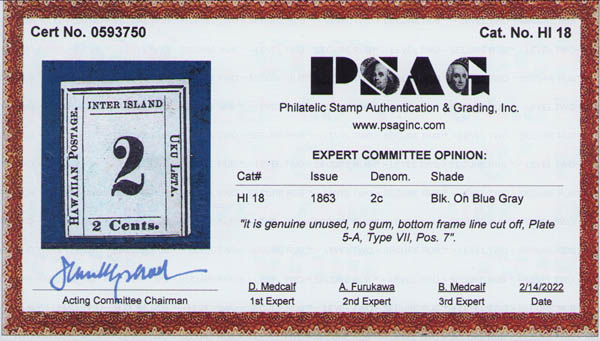 Cert No. 0593750
Cat. No. HI 18
PSAG
Philatelic Stamp Authentication & Grading, Inc.
www.psaginc.com
INTER ISLAND
HAWAIIAN POSTAGE.
2
UKU LETA.
2 Cents.
EXPERT COMMITTEE OPINION:
Cat# Issue Denom. Shade
HI 18 1863 2c Blk. On Blue Gray
"it is genuine unused, no gum, bottom frame line cut off, Plate
5-A, Type VII, Pos. 7".
Acting Committee Chairman
D. Medcalf A. Furukawa B. Medcalf 2/14/2022
1st Expert 2nd Expert 3rd Expert Date